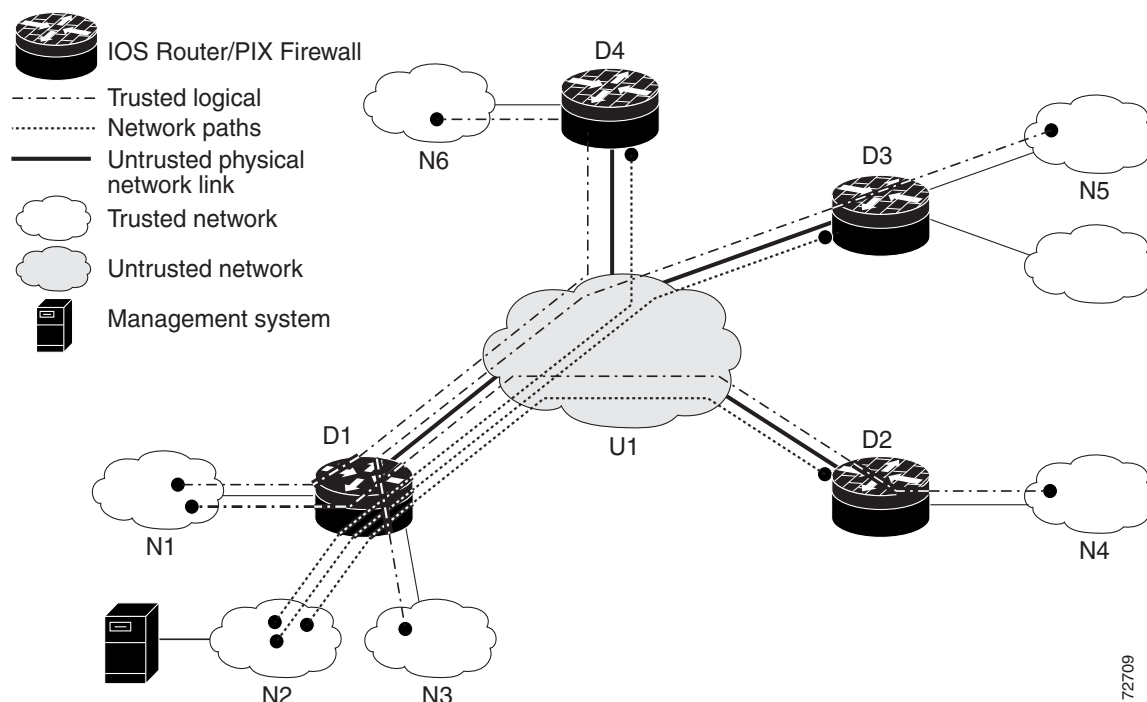 IOS Router/PIX Firewall
Trusted logical
Network paths
Untrusted physical
network link
Trusted network
Untrusted network
Management system
D4
N6
D3
N5
U1
D1
D2
N1
N4
N2
N3
72709